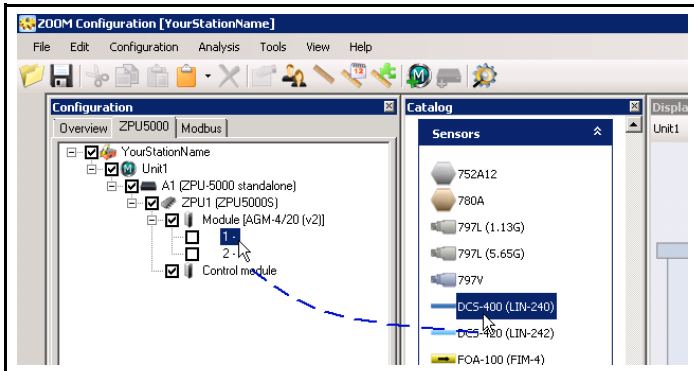 ZOOM Configuration [YourStationName]
File Edit Configuration Analysis Tools View Help
Configuration
Overview ZPU5000 Modbus
YourStationName
Unit1
A1 (ZPU-5000 standalone)
ZPU1 (ZPU5000S)
Module [AGM-4/20 (v2)]
1 -
2 -
Control module
Catalog
Sensors
752A12
780A
797L (1.13G)
797L (5.65G)
797V
DCS-400 (LIN-240)
DCS-420 (LIN-242)
FOA-100 (FIM-4)
Displa
Unit1